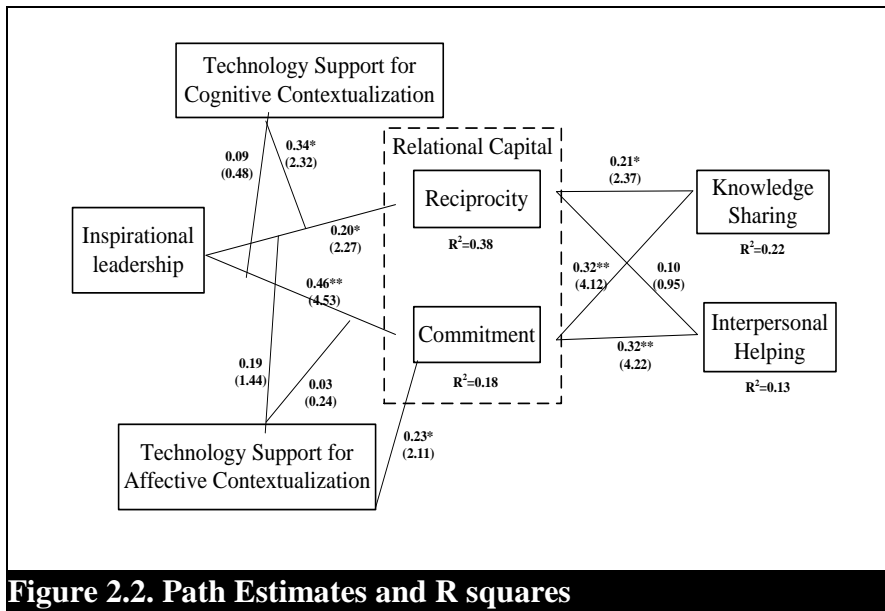 Technology Support for
Cognitive Contextualization
0.09
(0.48)
0.34*
(2.32)
Relational Capital
Inspirational
leadership
0.20*
(2.27)
0.46**
(4.53)
Reciprocity
R²=0.38
Commitment
R²=0.18
0.21*
(2.37)
0.32**
(4.12)
0.10
(0.95)
0.32**
(4.22)
Knowledge
Sharing
R²=0.22
Interpersonal
Helping
R²=0.13
0.19
(1.44)
0.03
(0.24)
0.23*
(2.11)
Technology Support for
Affective Contextualization
Figure 2.2. Path Estimates and R squares